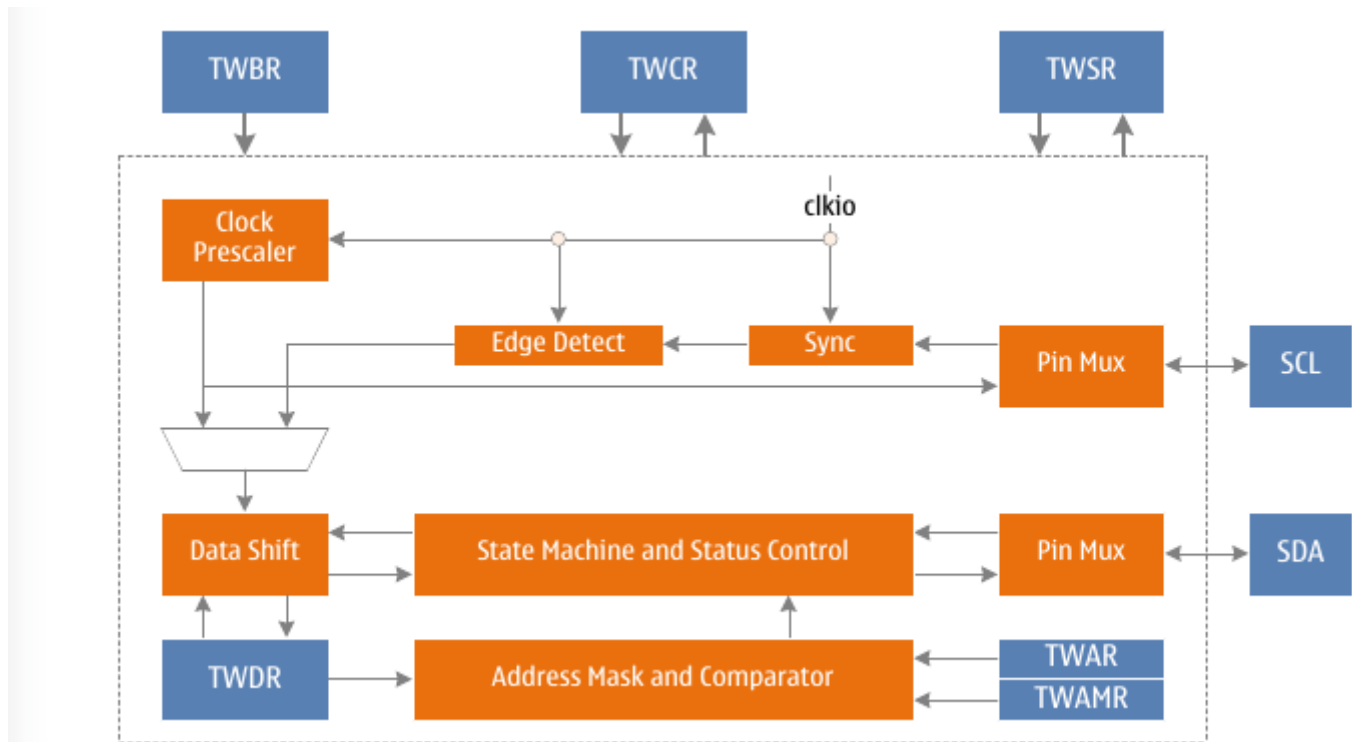 TWBR
TWCR
TWSR
clkio
Clock
Prescaler
Edge Detect
Sync
Pin Mux
SCL
Data Shift
State Machine and Status Control
Pin Mux
SDA
TWDR
Address Mask and Comparator
TWAR
TWAMR